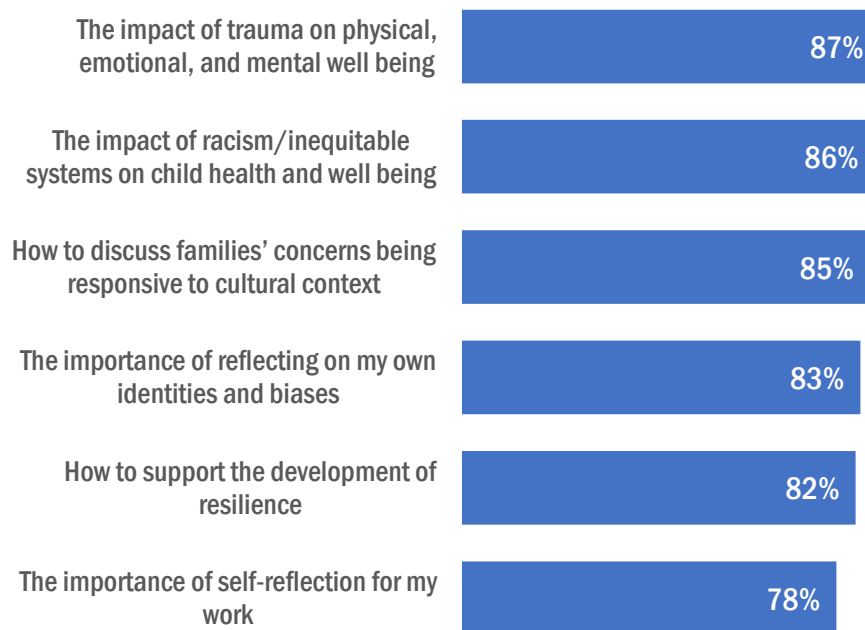 The impact of trauma on physical,
emotional, and mental well being
87%
The impact of racism/inequitable
systems on child health and well being
86%
How to discuss families’ concerns being
responsive to cultural context
85%
The importance of reflecting on my own
identities and biases
83%
How to support the development of
resilience
82%
The importance of self-reflection for my
work
78%